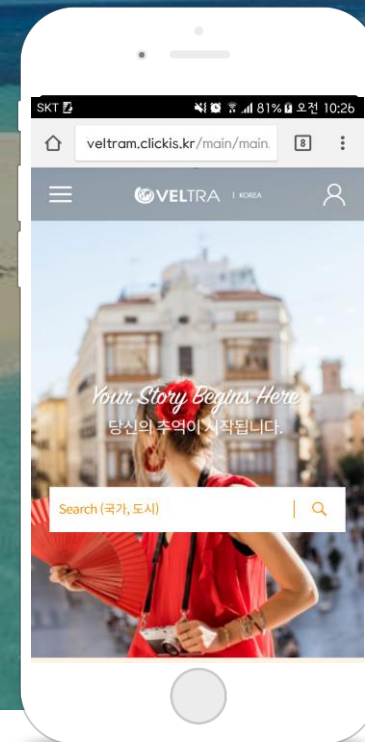 SKT 81% 오전 10:26
veltram.clickis.kr/main/main. 8
VELTRA | KOREA
Your Story Begins Here
당신의 추억이 시작됩니다.
Search (국가, 도시)